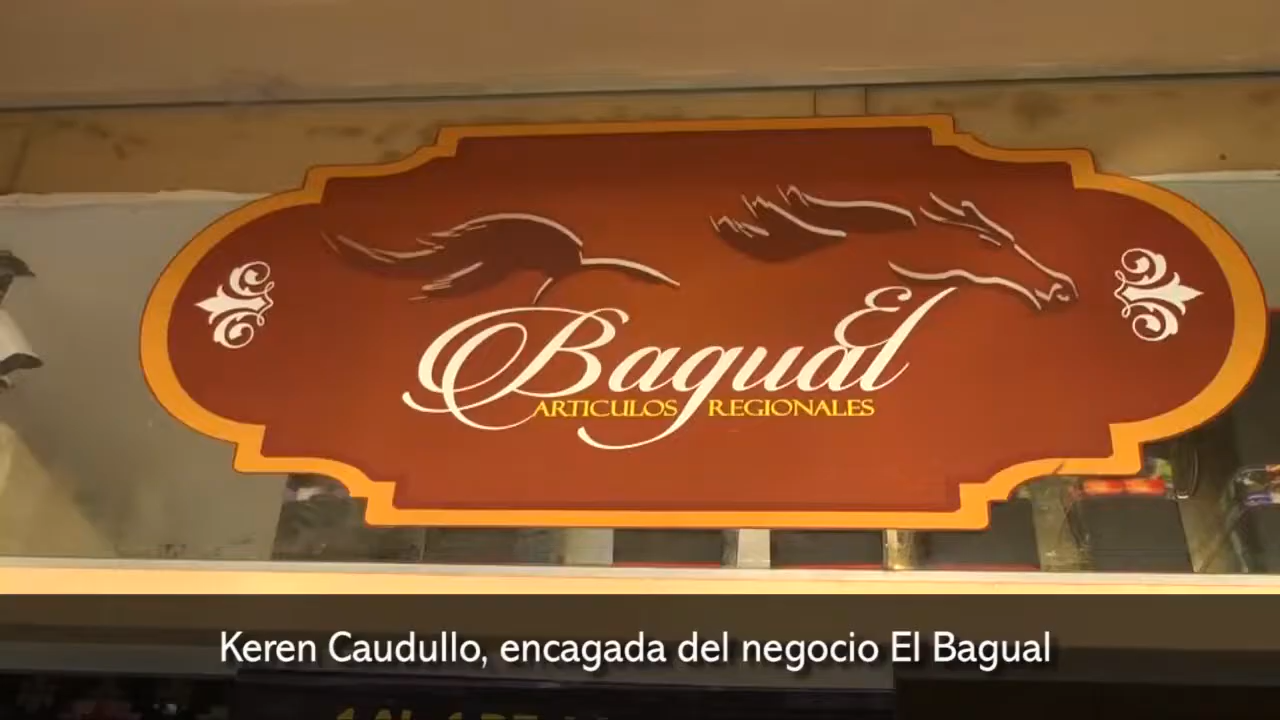 El Bagual
ARTICULOS REGIONALES
Keren Caudullo, encagada del negocio El Bagual